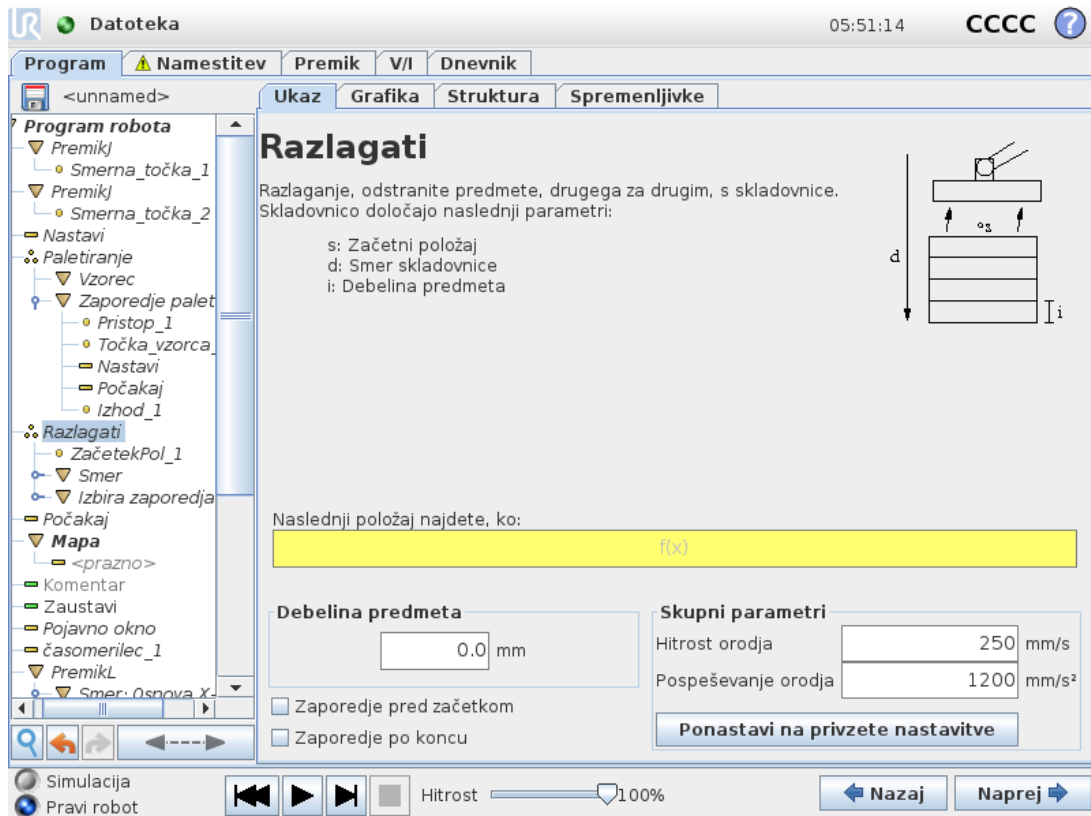 Datoteka
05:51:14
CCCC
?
Program
Namestitev
Premik
V/I
Dnevnik
<unnamed>
Ukaz
Grafika
Struktura
Spremenljivke
Program robota
PremikJ
Smerna_točka_1
PremikJ
Smerna_točka_2
Nastavi
Paletiranje
Vzorec
Zaporedje palet
Pristop_1
Točka_vzorca_
Nastavi
Počakaj
Izhod_1
Razlagati
ZačetekPol_1
Smer
Izbira zaporedja
Počakaj
Mapa
<prazno>
Komentar
Zaustavi
Pojavno okno
časomerilec_1
PremikL
Smer: Osnova X-
Razlagati
Razlaganje, odstranite predmete, drugega za drugim, s skladovnice.
Skladovnico določajo naslednji parametri:
s: Začetni položaj
d: Smer skladovnice
i: Debelina predmeta
s
d
i
Naslednji položaj najdete, ko:
f(x)
Debelina predmeta
0.0 mm
Zaporedje pred začetkom
Zaporedje po koncu
Skupni parametri
Hitrost orodja 250 mm/s
Pospeševanje orodja 1200 mm/s²
Ponastavi na privzete nastavitve
Simulacija
Pravi robot
Hitrost 100%
Nazaj
Naprej